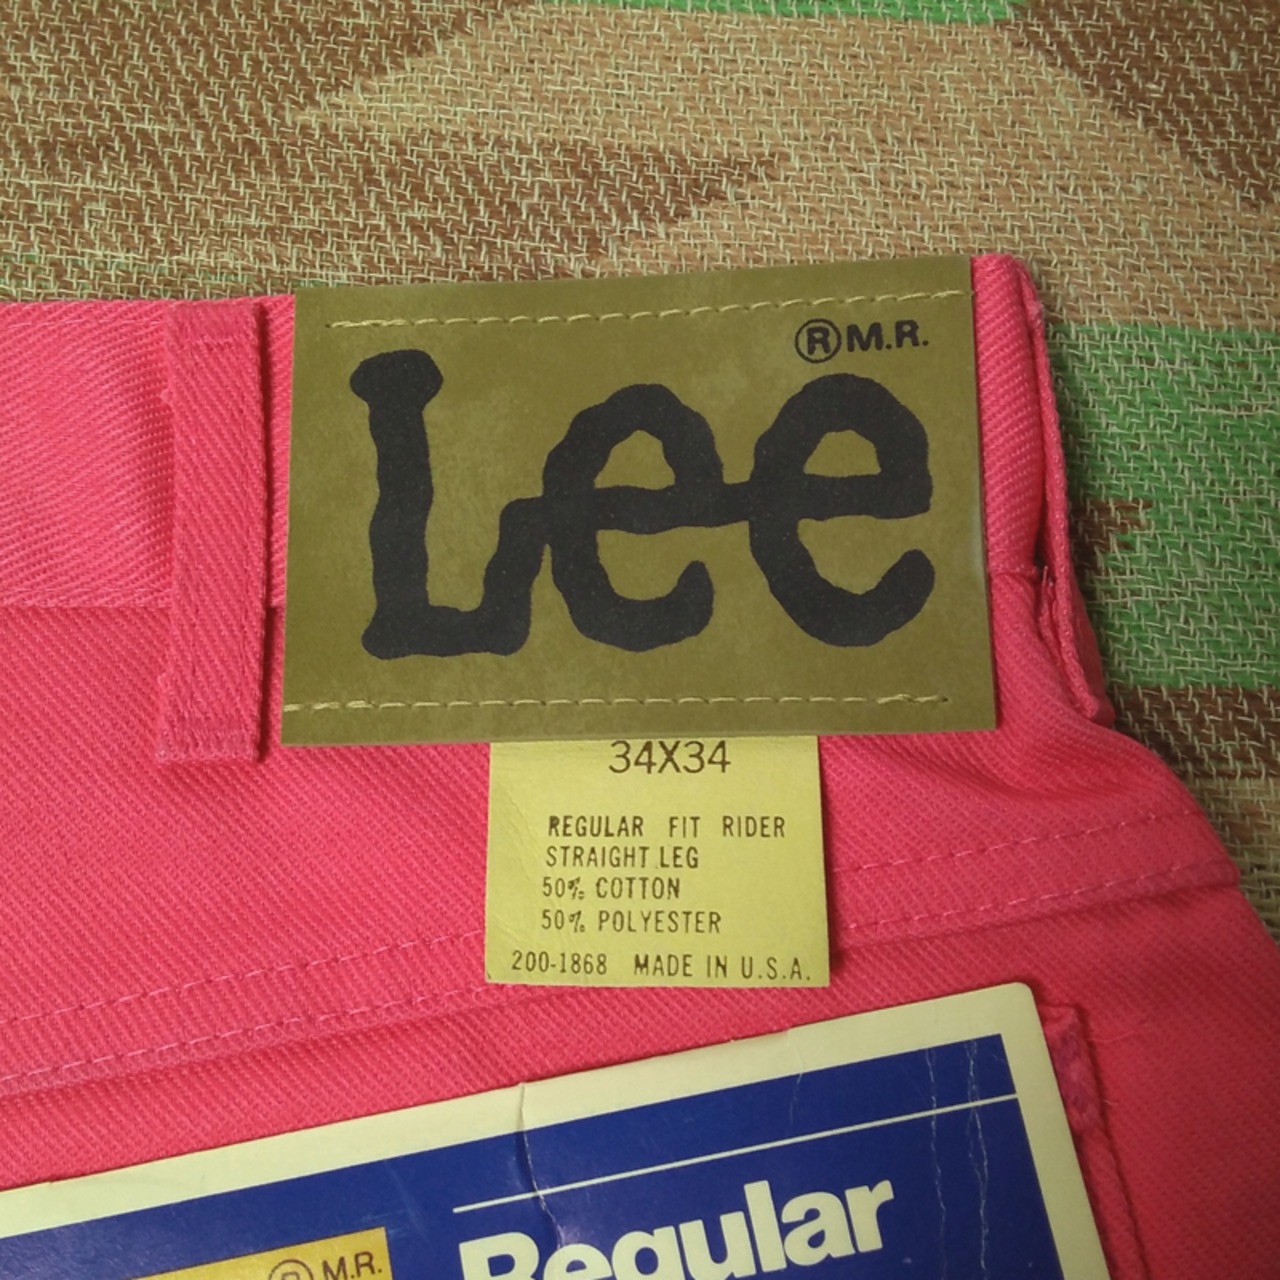 ®M.R.
Lee
34X34
REGULAR FIT RIDER
STRAIGHT LEG
50% COTTON
50% POLYESTER
200-1868 MADE IN U.S.A.
Regular
®M.R.